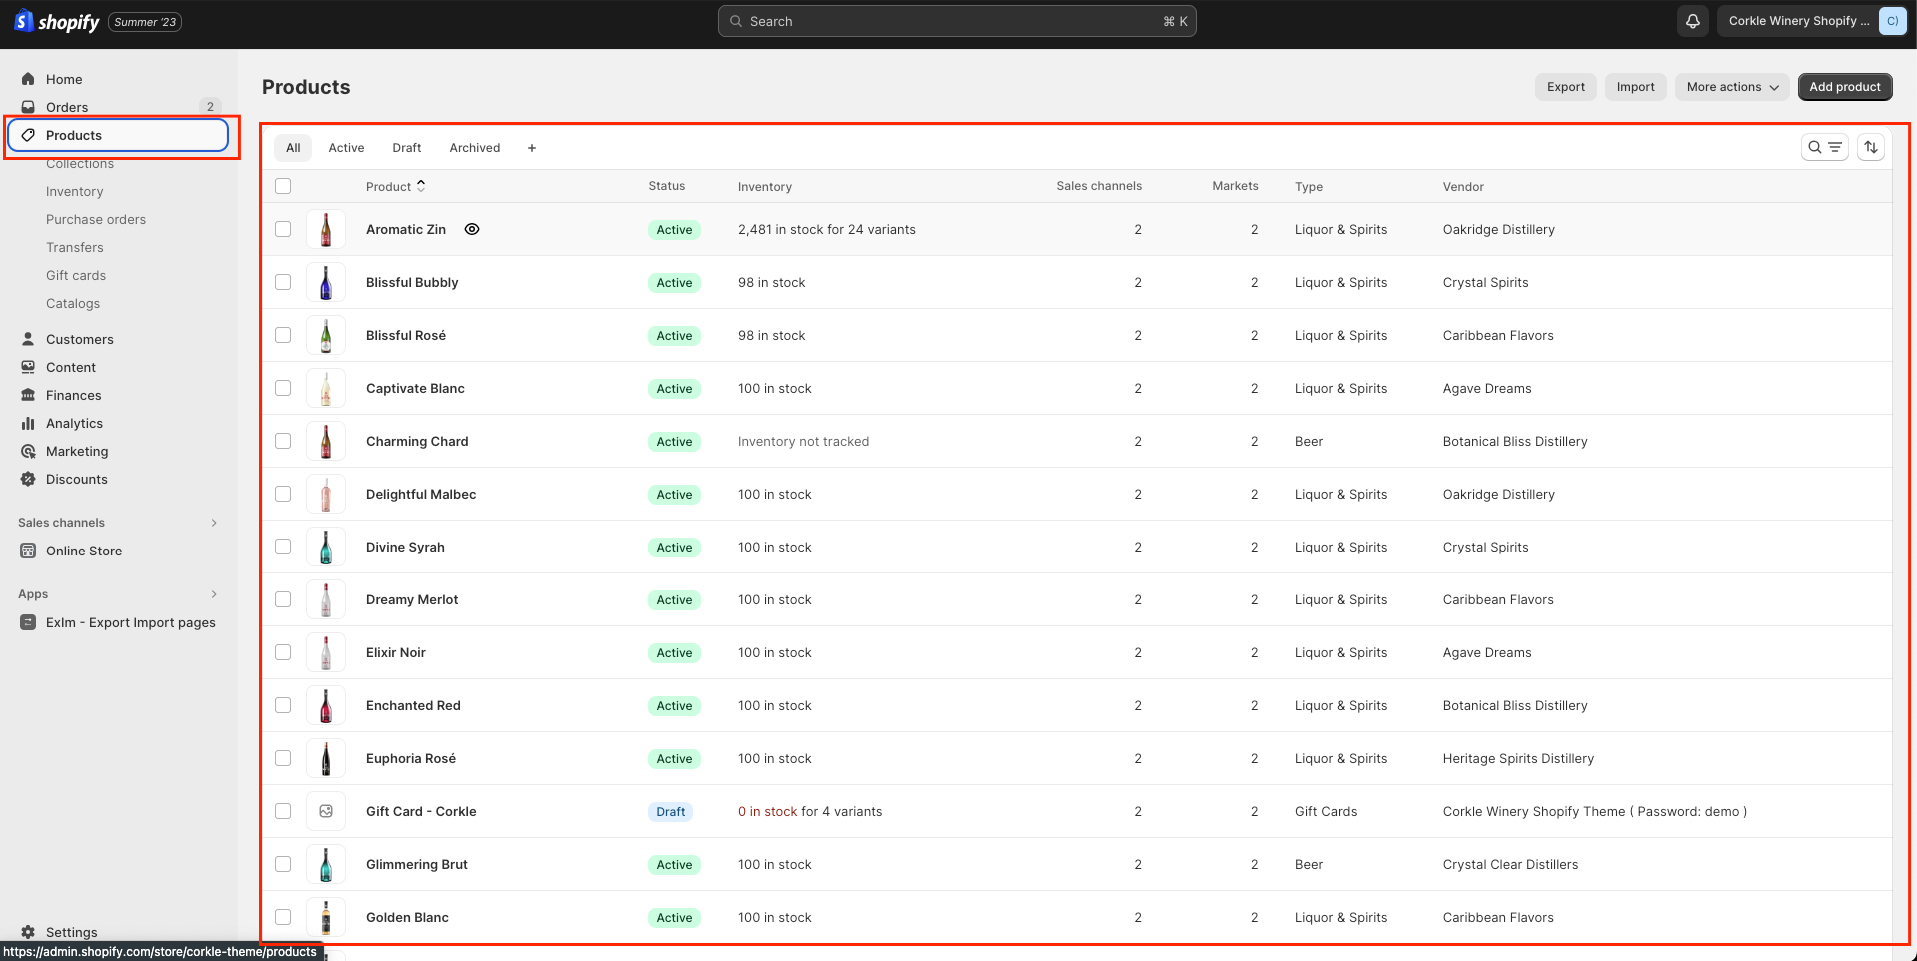 shopify Summer '23
Search ⌘ K
Corkle Winery Shopify ... C)
Home
Orders 2
Products
Collections
Inventory
Purchase orders
Transfers
Gift cards
Catalogs
Customers
Content
Finances
Analytics
Marketing
Discounts
Sales channels
Online Store
Apps
ExIm - Export Import pages
Settings
https://admin.shopify.com/store/corkle-theme/products
Products
Export Import More actions Add product
All Active Draft Archived +
Product Status Inventory Sales channels Markets Type Vendor
Aromatic Zin Active 2,481 in stock for 24 variants 2 2 Liquor & Spirits Oakridge Distillery
Blissful Bubbly Active 98 in stock 2 2 Liquor & Spirits Crystal Spirits
Blissful Rosé Active 98 in stock 2 2 Liquor & Spirits Caribbean Flavors
Captivate Blanc Active 100 in stock 2 2 Liquor & Spirits Agave Dreams
Charming Chard Active Inventory not tracked 2 2 Beer Botanical Bliss Distillery
Delightful Malbec Active 100 in stock 2 2 Liquor & Spirits Oakridge Distillery
Divine Syrah Active 100 in stock 2 2 Liquor & Spirits Crystal Spirits
Dreamy Merlot Active 100 in stock 2 2 Liquor & Spirits Caribbean Flavors
Elixir Noir Active 100 in stock 2 2 Liquor & Spirits Agave Dreams
Enchanted Red Active 100 in stock 2 2 Liquor & Spirits Botanical Bliss Distillery
Euphoria Rosé Active 100 in stock 2 2 Liquor & Spirits Heritage Spirits Distillery
Gift Card - Corkle Draft 0 in stock for 4 variants 2 2 Gift Cards Corkle Winery Shopify Theme ( Password: demo )
Glimmering Brut Active 100 in stock 2 2 Beer Crystal Clear Distillers
Golden Blanc Active 100 in stock 2 2 Liquor & Spirits Caribbean Flavors